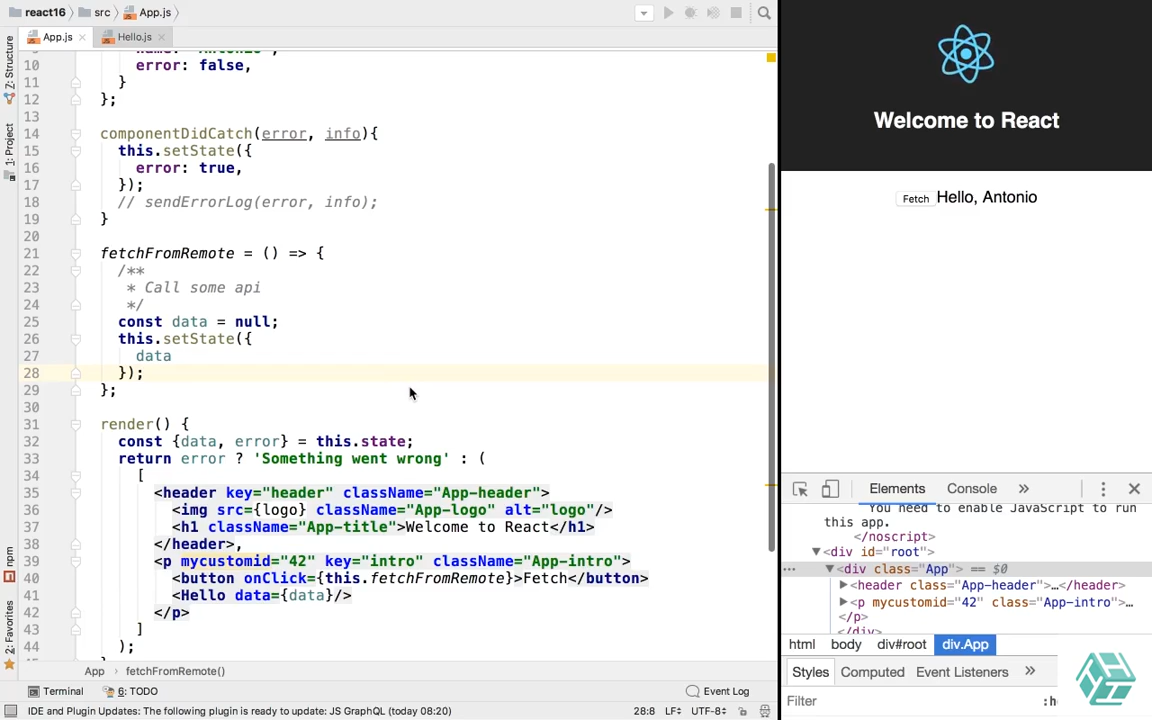 react16 src App.js
App.js Hello.js
name: "Antonio",
10 error: false,
11 }
12 };
13
14 componentDidCatch(error, info){
15 this.setState({
16 error: true,
17 });
18 // sendErrorLog(error, info);
19 }
20
21 fetchFromRemote = () => {
22 /**
23 * Call some api
24 */
25 const data = null;
26 this.setState({
27 data
28 });
29 };
30
31 render() {
32 const {data, error} = this.state;
33 return error ? 'Something went wrong' : (
34 [
35 <header key="header" className="App-header">
36 <img src={logo} className="App-logo" alt="logo"/>
37 <h1 className="App-title">Welcome to React</h1>
38 </header>,
39 <p mycustomid="42" key="intro" className="App-intro">
40 <button onClick={this.fetchFromRemote}>Fetch</button>
41 <Hello data={data}/>
42 </p>
43 ]
44 );
App fetchFromRemote()
Terminal 6: TODO Event Log
IDE and Plugin Updates: The following plugin is ready to update: JS GraphQL (today 08:20) 28:8 LF UTF-8
7: Structure
1: Project
npm
2: Favorites
Welcome to React
Fetch Hello, Antonio
Elements Console »
You need to enable JavaScript to run
this app.
</noscript>
▼<div id="root">
… ▼<div class="App"> == $0
▶<header class="App-header">…</header>
▶<p mycustomid="42" class="App-intro">…
</p>
</div>
html body div#root div.App
Styles Computed Event Listeners »
Filter :h